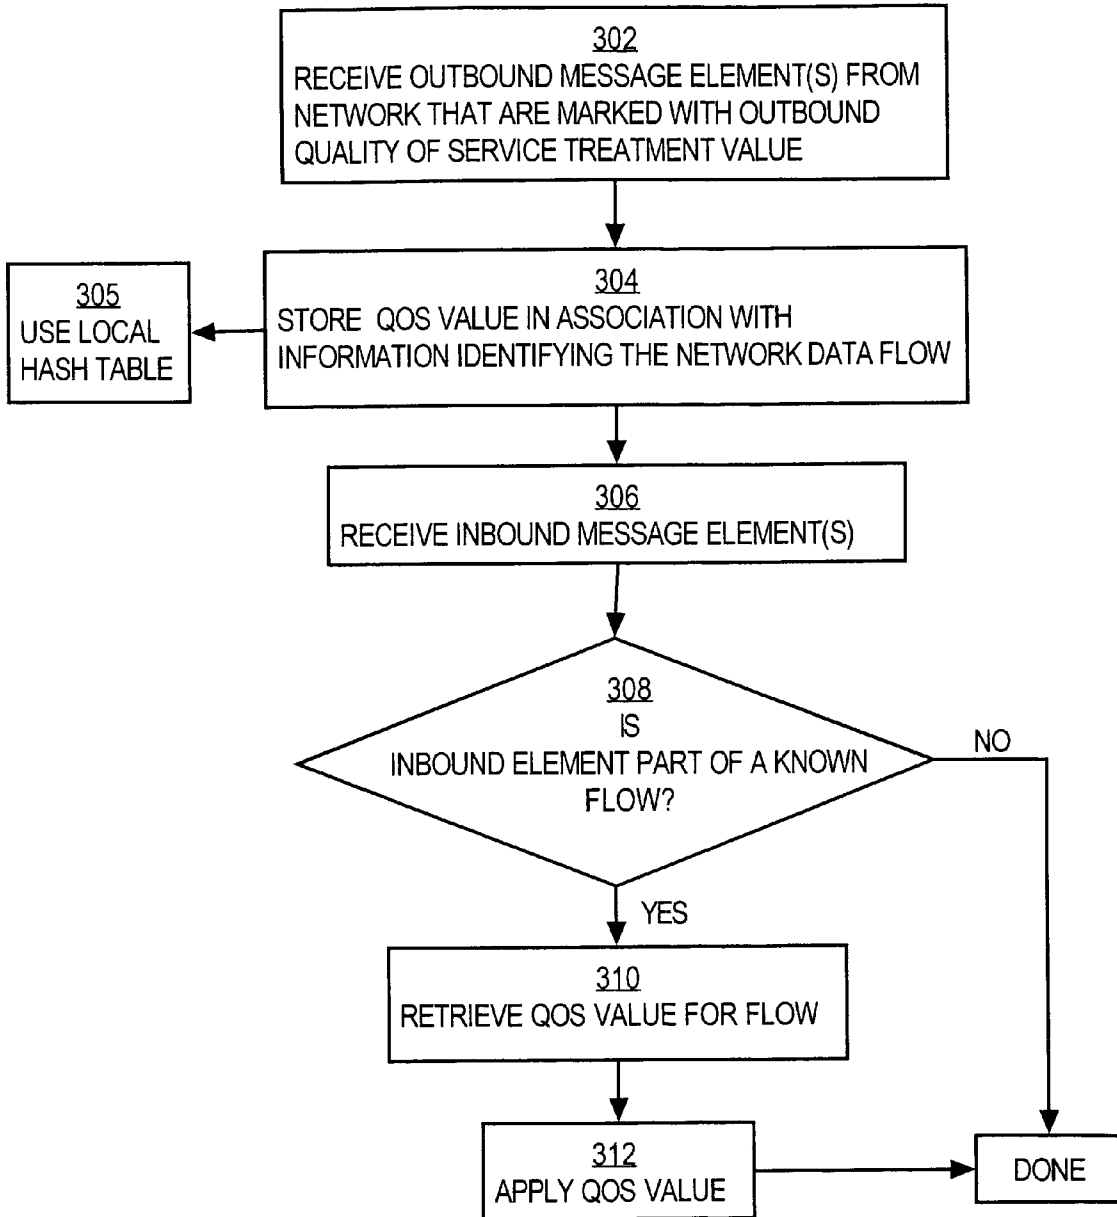 302
RECEIVE OUTBOUND MESSAGE ELEMENT(S) FROM
NETWORK THAT ARE MARKED WITH OUTBOUND
QUALITY OF SERVICE TREATMENT VALUE
305
USE LOCAL
HASH TABLE
304
STORE QOS VALUE IN ASSOCIATION WITH
INFORMATION IDENTIFYING THE NETWORK DATA FLOW
306
RECEIVE INBOUND MESSAGE ELEMENT(S)
308
IS
INBOUND ELEMENT PART OF A KNOWN
FLOW?
NO
YES
310
RETRIEVE QOS VALUE FOR FLOW
312
APPLY QOS VALUE
DONE